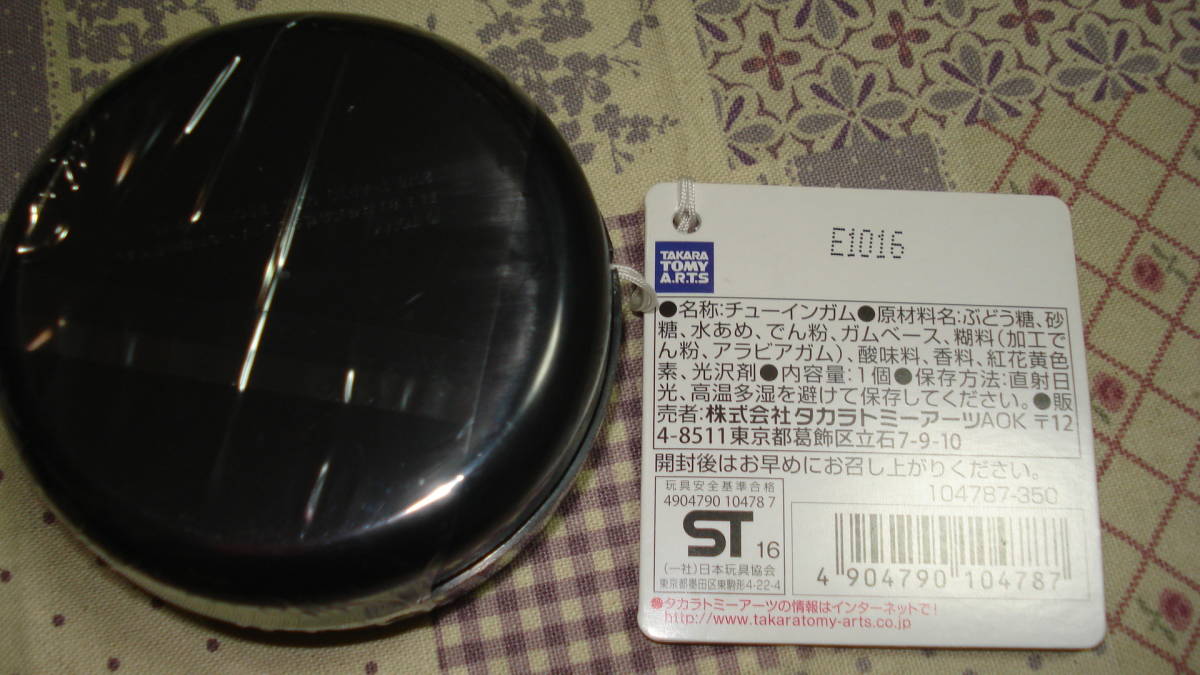 E1016
TAKARA
TOMY
A.R.T.S
●名称:チューインガム●原材料名:ぶどう糖、砂
糖、水あめ、でん粉、ガムベース、糊料(加工で
ん粉、アラビアガム)、酸味料、香料、紅花黄色
素、光沢剤●内容量:1個●保存方法:直射日
光、高温多湿を避けて保存してください。●販
売者:株式会社タカラトミーアーツAOK 〒12
4-8511東京都葛飾区立石7-9-10
開封後はお早めにお召し上がりください。
104787-350
玩具安全基準合格
4904790 10478 7
ST 16
(一社)日本玩具協会
東京都墨田区東駒形4-22-4
4 904790 104787
タカラトミーアーツの情報はインターネットで!
http://www.takaratomy-arts.co.jp